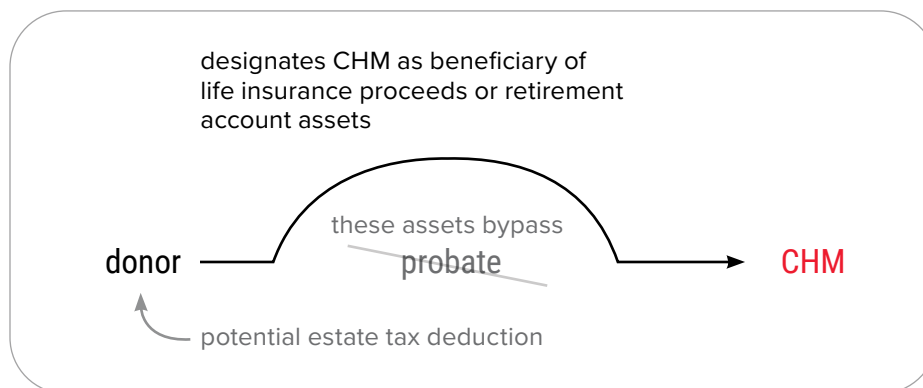 designates CHM as beneficiary of
life insurance proceeds or retirement
account assets
these assets bypass
donor
probate
CHM
potential estate tax deduction